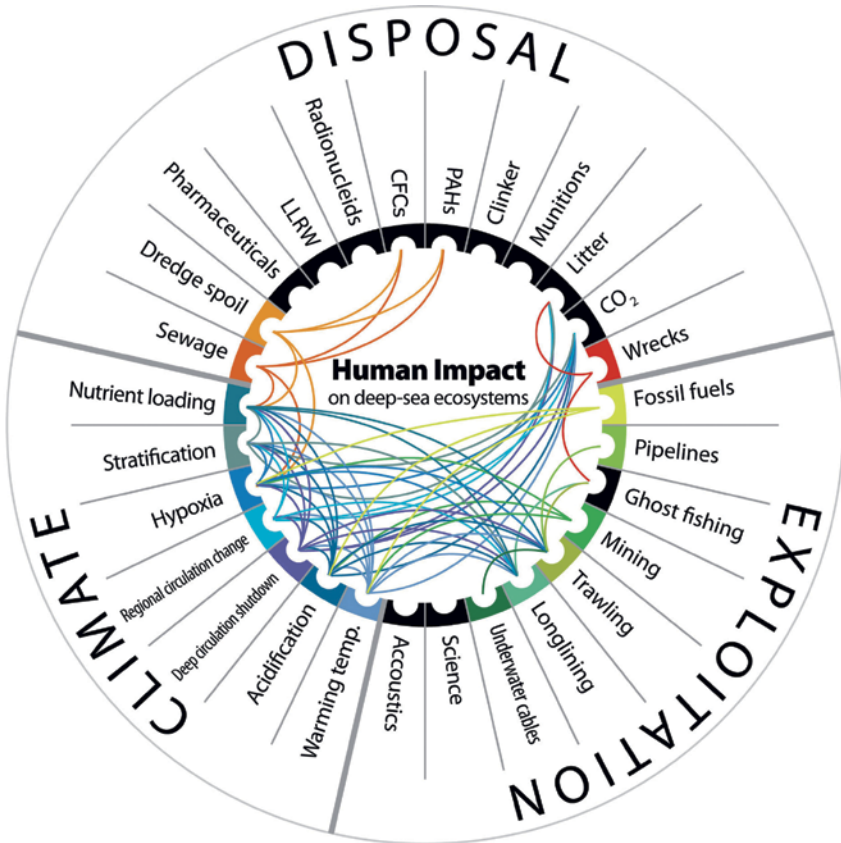 DISPOSAL
Sewage
Dredge spoil
Pharmaceuticals
LLRW
Radionucleids
CFCs
PAHs
Clinker
Munitions
Litter
CO₂
Wrecks
Human Impact
on deep-sea ecosystems
EXPLOITATION
Fossil fuels
Pipelines
Ghost fishing
Mining
Trawling
Longlining
Underwater cables
Science
Accoustics
CLIMATE
Warming temp.
Acidification
Deep circulation shutdown
Regional circulation change
Hypoxia
Stratification
Nutrient loading